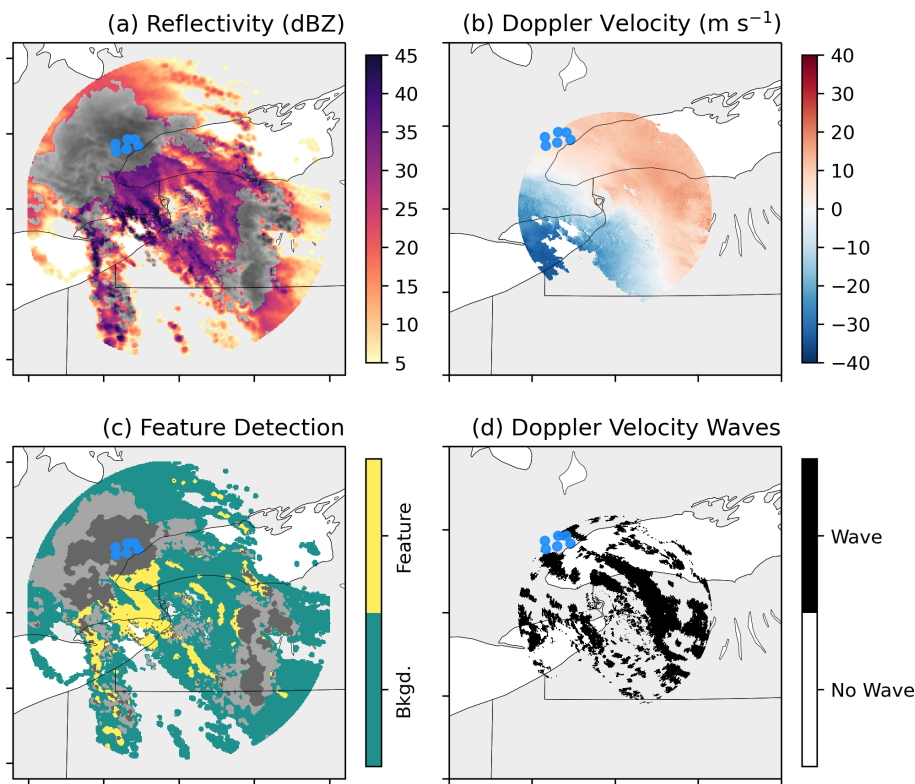 (a) Reflectivity (dBZ)
45
40
35
30
25
20
15
10
5
(b) Doppler Velocity (m s⁻¹)
40
30
20
10
0
−10
−20
−30
−40
(c) Feature Detection
Feature
Bkgd.
(d) Doppler Velocity Waves
Wave
No Wave